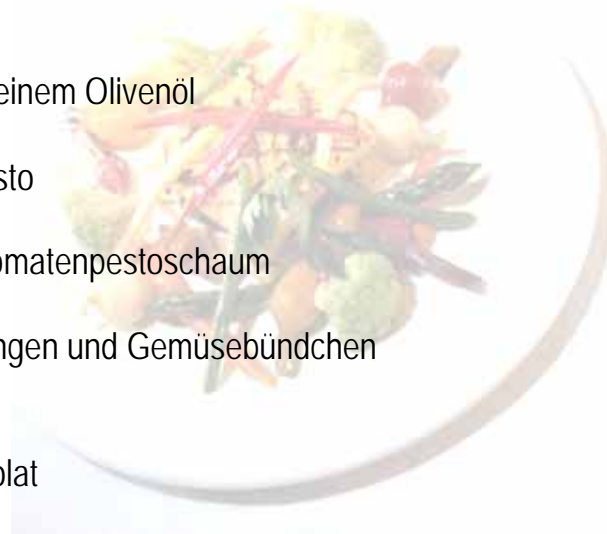 einem Olivenöl
sto
omatenpestoschaum
ngen und Gemüsebündchen
olat